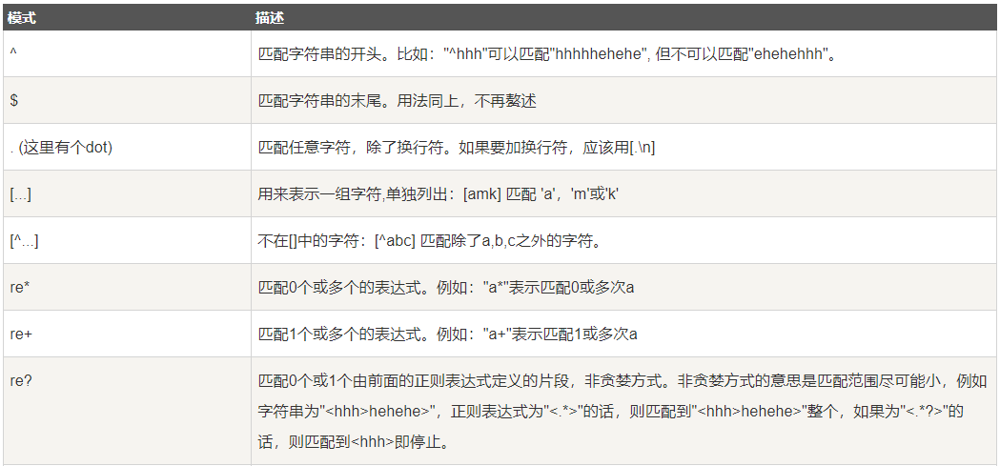 模式 描述
^ 匹配字符串的开头。比如："^hhh"可以匹配"hhhhhehehe", 但不可以匹配"ehehehhh"。
$ 匹配字符串的末尾。用法同上，不再鳌述
. (这里有个dot) 匹配任意字符，除了换行符。如果要加换行符，应该用[.\n]
[...] 用来表示一组字符,单独列出：[amk] 匹配 'a'，'m'或'k'
[^...] 不在[]中的字符：[^abc] 匹配除了a,b,c之外的字符。
re* 匹配0个或多个的表达式。例如："a*"表示匹配0或多次a
re+ 匹配1个或多个的表达式。例如："a+"表示匹配1或多次a
re? 匹配0个或1个由前面的正则表达式定义的片段，非贪婪方式。非贪婪方式的意思是匹配范围尽可能小，例如
字符串为"<hhh>hehehe>"，正则表达式为"<.*>"的话，则匹配到"<hhh>hehehe>"整个，如果为"<.*?>"的
话，则匹配到<hhh>即停止。